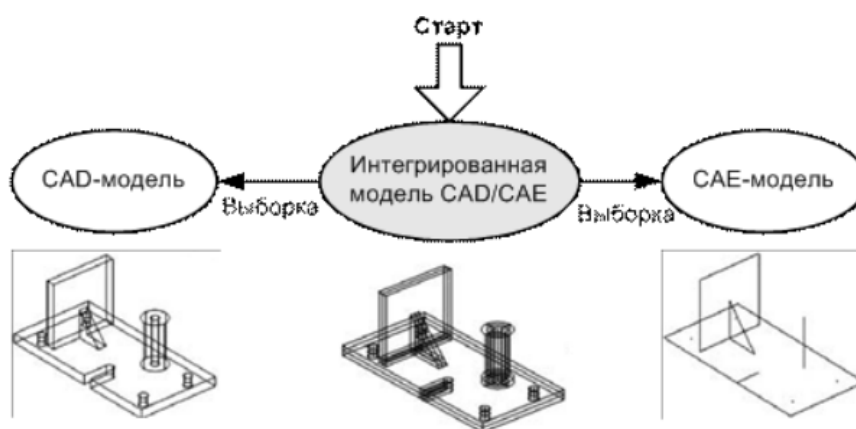 Старт
CAD-модель
Интегрированная
модель CAD/CAE
CAE-модель
Выборка
Выборка